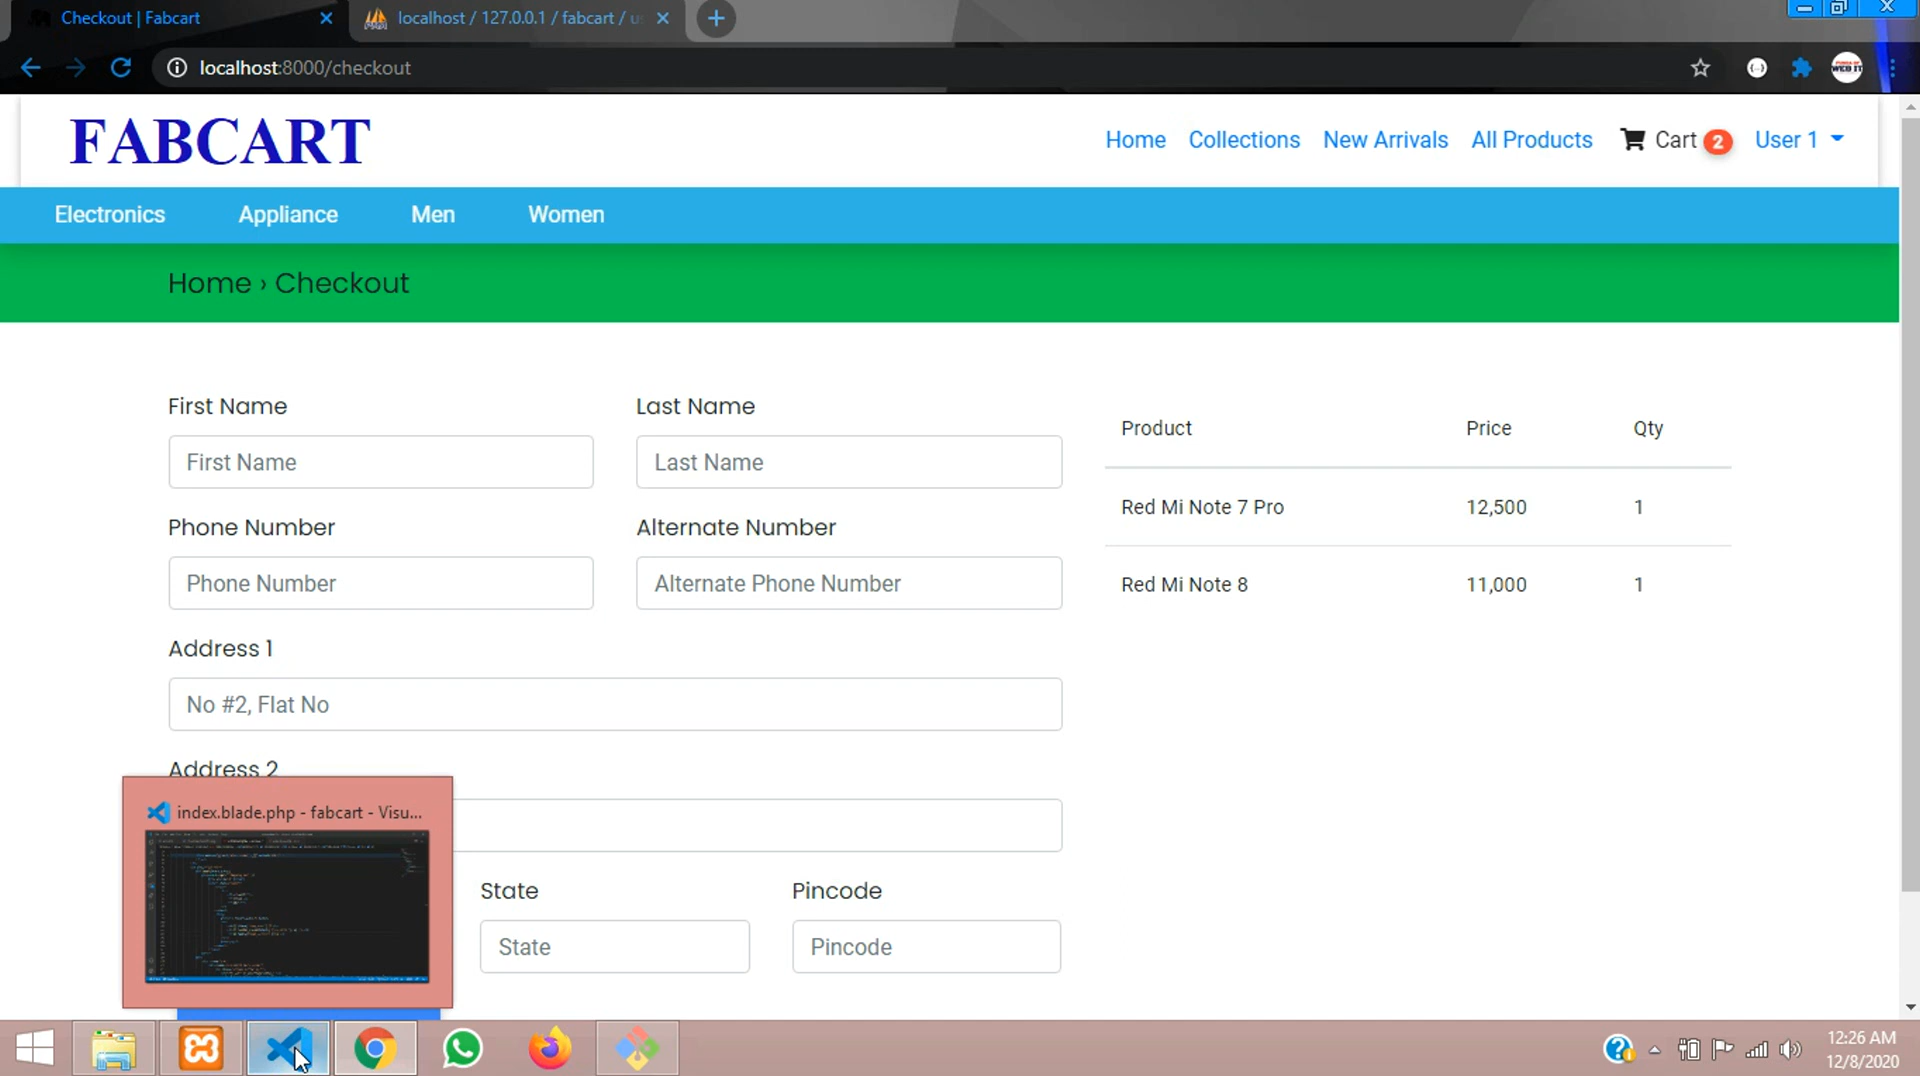 Checkout | Fabcart
localhost / 127.0.0.1 / fabcart / us
localhost:8000/checkout
WEB IT
FABCART
Home Collections New Arrivals All Products Cart 2 User 1
Electronics Appliance Men Women
Home › Checkout
First Name Last Name
First Name Last Name
Phone Number Alternate Number
Phone Number Alternate Phone Number
Address 1
No #2, Flat No
Address 2
State Pincode
State Pincode
Product Price Qty
Red Mi Note 7 Pro 12,500 1
Red Mi Note 8 11,000 1
index.blade.php - fabcart - Visu...
12:26 AM
12/8/2020